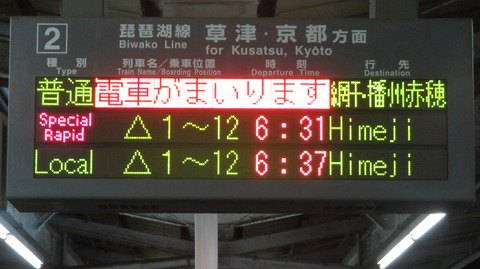 2 琵琶湖線 草津・京都方面
Biwako Line for Kusatsu, Kyōto
種別 列車名/乗車位置 時刻 行先
Type Train Name/Boarding Position Departure Time Destination
普通 電車がまいります 網干・播州赤穂
Special Rapid △ 1～12 6:31 Himeji
Local △ 1～12 6:37 Himeji